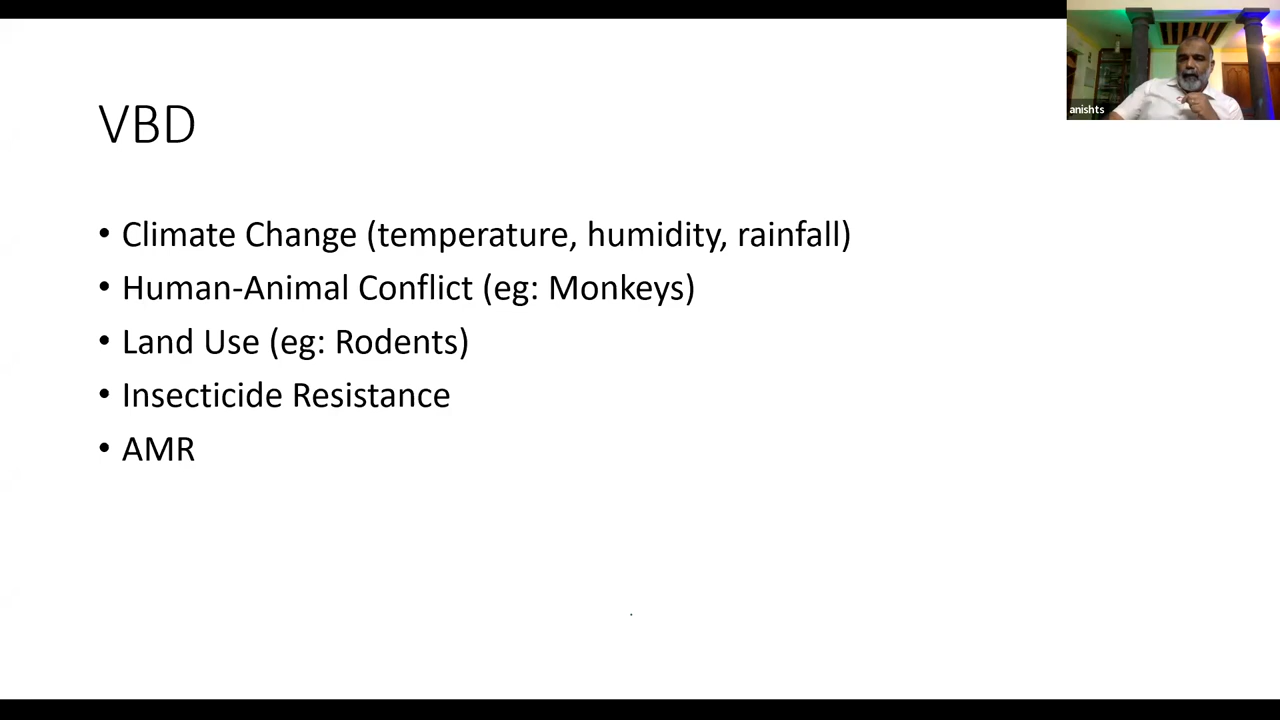 anishts
VBD
• Climate Change (temperature, humidity, rainfall)
• Human-Animal Conflict (eg: Monkeys)
• Land Use (eg: Rodents)
• Insecticide Resistance
• AMR